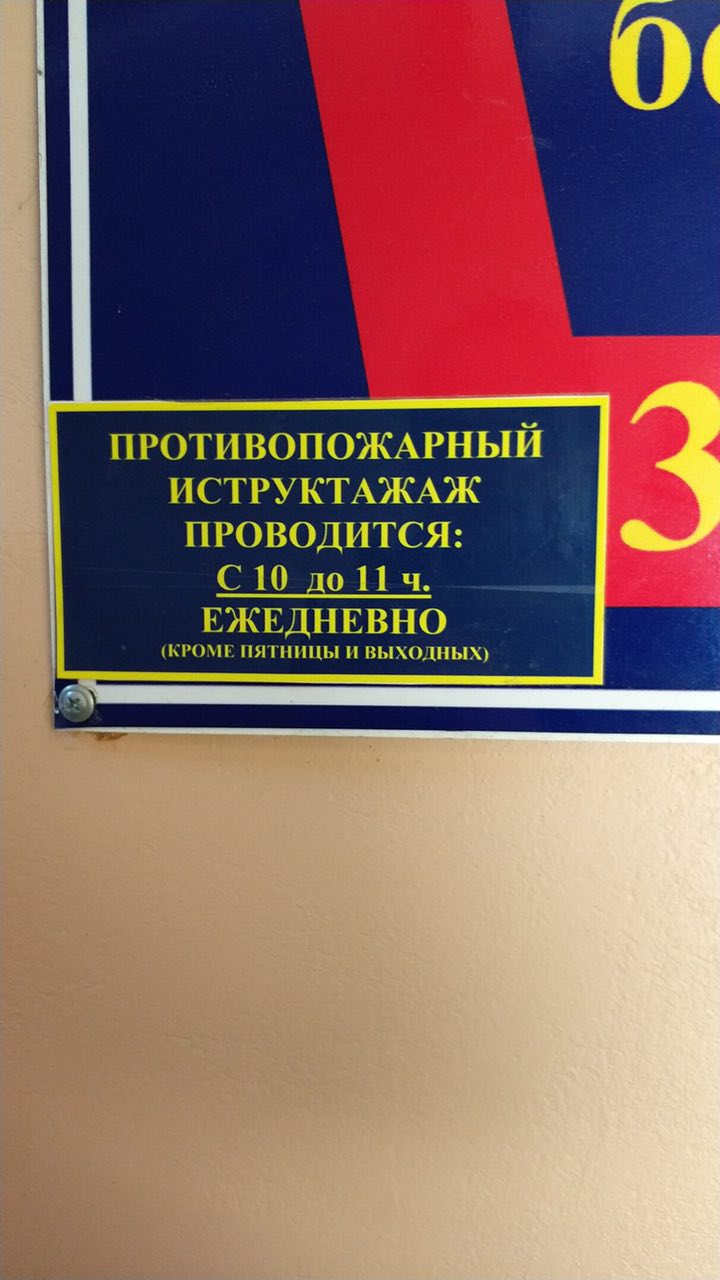 З
ПРОТИВОПОЖАРНЫЙ
ИСТРУКТАЖАЖ
ПРОВОДИТСЯ:
С 10 до 11 ч.
ЕЖЕДНЕВНО
(КРОМЕ ПЯТНИЦЫ И ВЫХОДНЫХ)